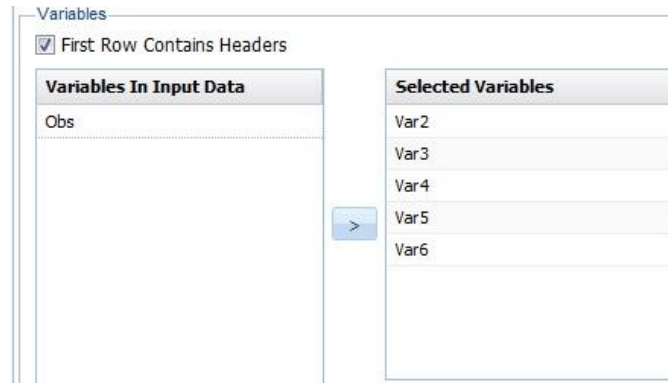 Variables
First Row Contains Headers
Variables In Input Data
Obs
>
Selected Variables
Var2
Var3
Var4
Var5
Var6